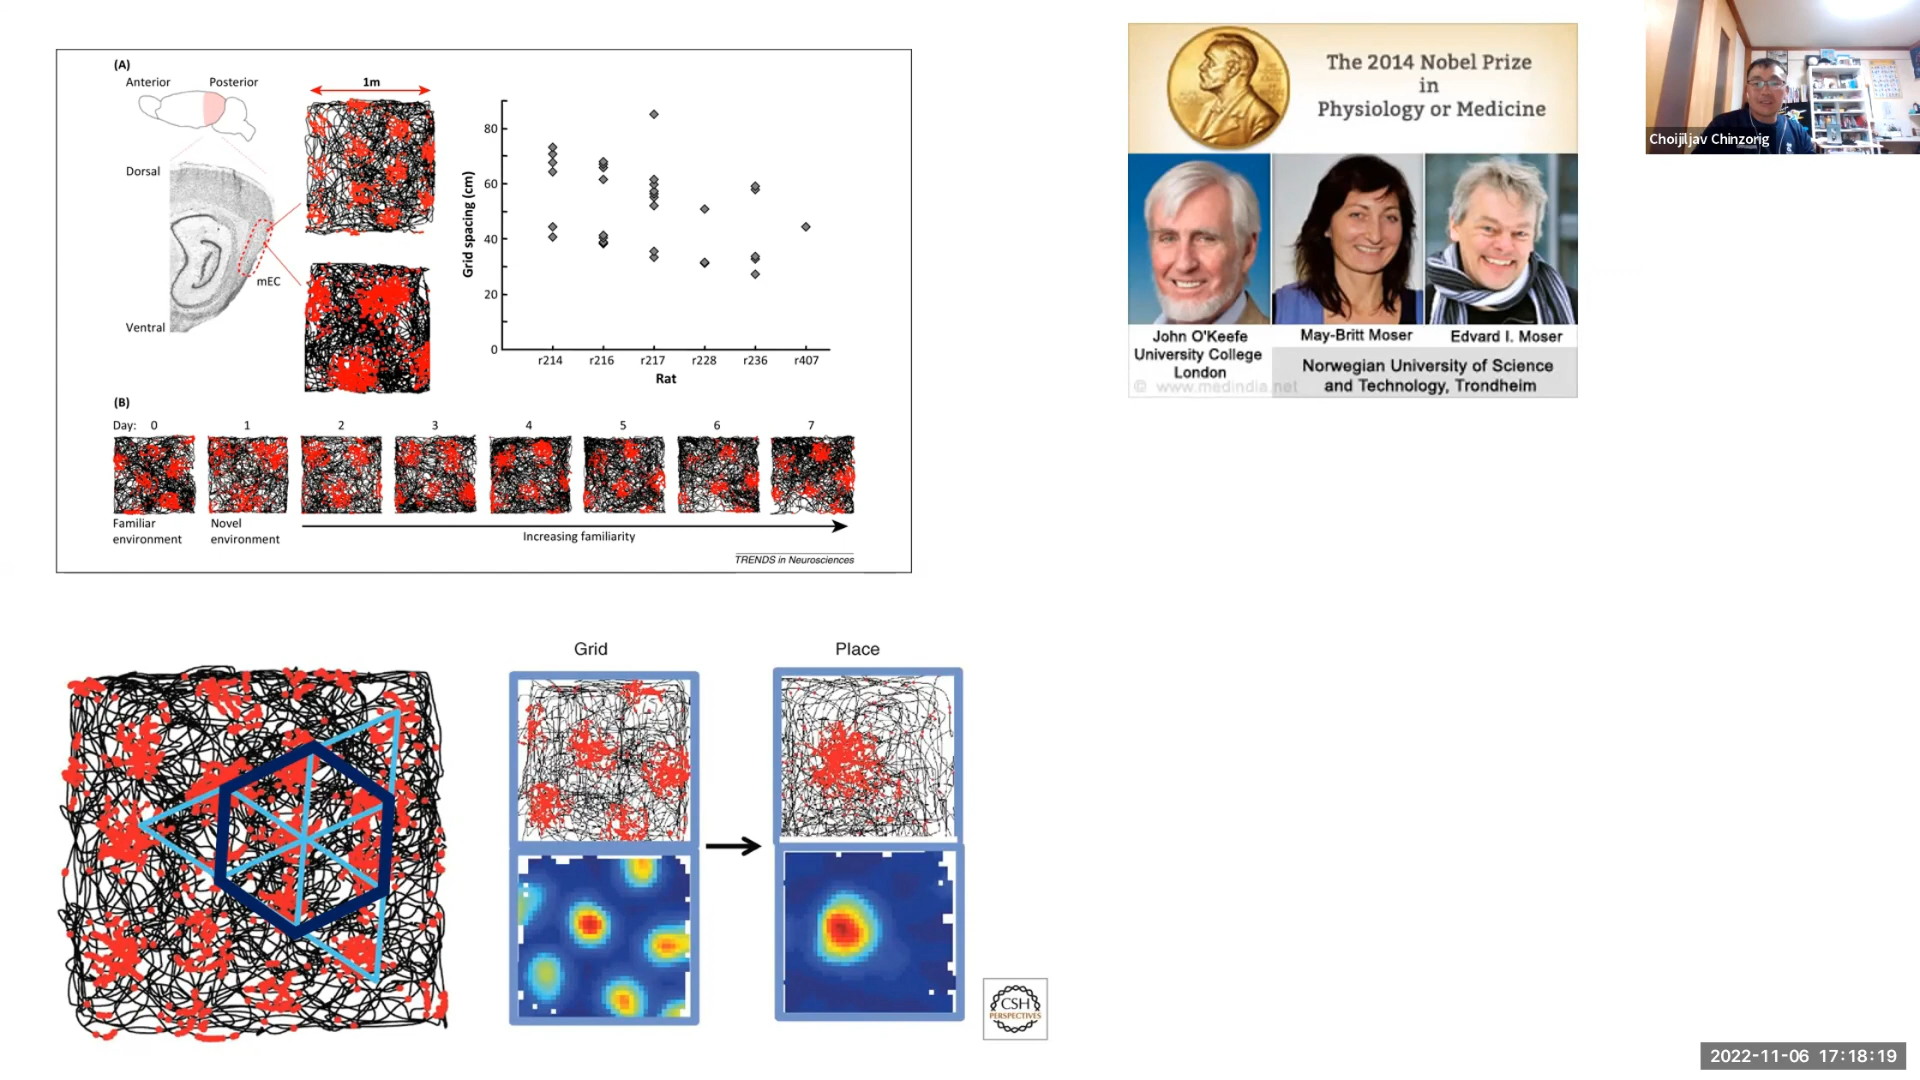 (A)
Anterior
Posterior
Dorsal
mEC
Ventral
1m
Grid spacing (cm)
80
60
40
20
0
r214
r216
r217
r228
r236
r407
Rat
(B)
Day: 0 1 2 3 4 5 6 7
Familiar
environment
Novel
environment
Increasing familiarity
TRENDS in Neurosciences
The 2014 Nobel Prize
in
Physiology or Medicine
John O'Keefe
University College
London
May-Britt Moser
Edvard I. Moser
Norwegian University of Science
and Technology, Trondheim
© www.medindia.net
Choijiljav Chinzorig
Grid
Place
CSH
PERSPECTIVES
2022-11-06 17:18:19